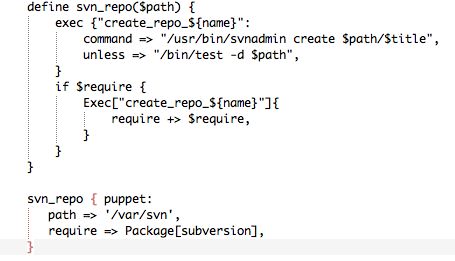 define svn_repo($path) {
    exec {"create_repo_${name}":
        command => "/usr/bin/svnadmin create $path/$title",
        unless => "/bin/test -d $path",
    }
    if $require {
        Exec["create_repo_${name}"]{
            require +> $require,
        }
    }
}

svn_repo { puppet:
   path => '/var/svn',
   require => Package[subversion],
}